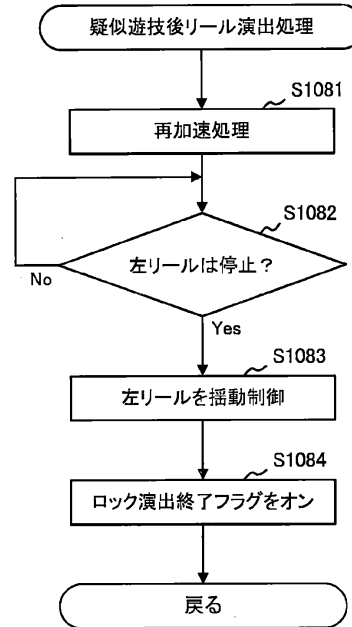 疑似遊技後リール演出処理
S1081
再加速処理
S1082
左リールは停止?
No
Yes
S1083
左リールを揺動制御
S1084
ロック演出終了フラグをオン
戻る